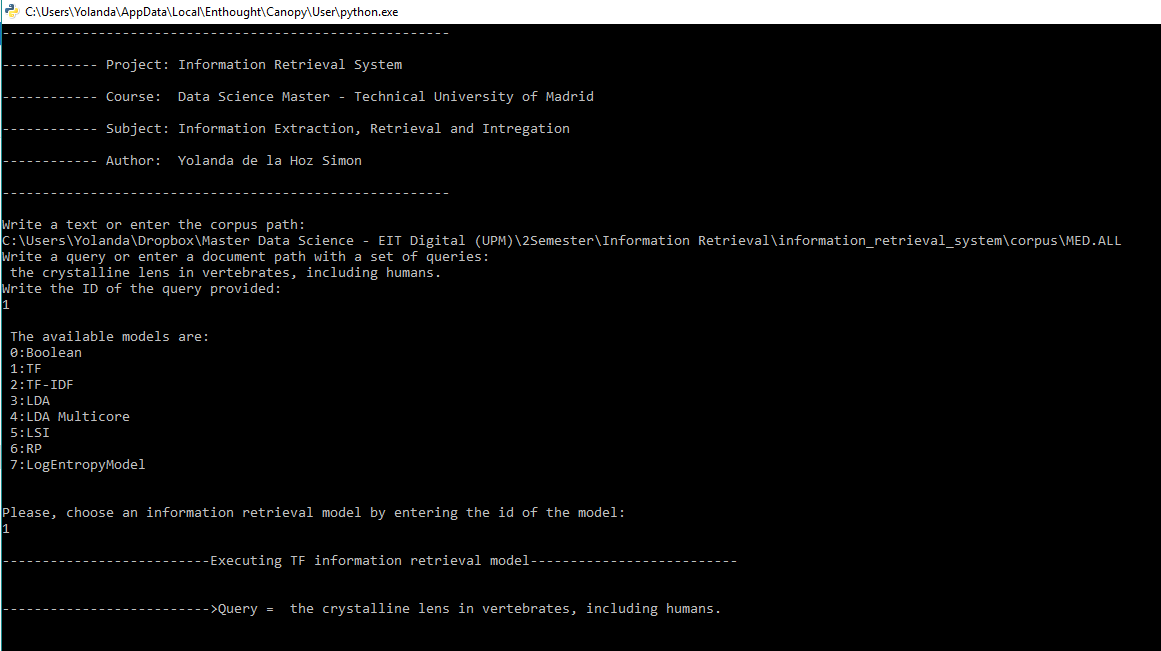 C:\Users\Yolanda\AppData\Local\Enthought\Canopy\User\python.exe
--------------------------------------------------------
------------ Project: Information Retrieval System
------------ Course:  Data Science Master - Technical University of Madrid
------------ Subject: Information Extraction, Retrieval and Intregation
------------ Author:  Yolanda de la Hoz Simon
--------------------------------------------------------
Write a text or enter the corpus path:
C:\Users\Yolanda\Dropbox\Master Data Science - EIT Digital (UPM)\2Semester\Information Retrieval\information_retrieval_system\corpus\MED.ALL
Write a query or enter a document path with a set of queries:
 the crystalline lens in vertebrates, including humans.
Write the ID of the query provided:
1
 The available models are:
 0:Boolean
 1:TF
 2:TF-IDF
 3:LDA
 4:LDA Multicore
 5:LSI
 6:RP
 7:LogEntropyModel
Please, choose an information retrieval model by entering the id of the model:
1
--------------------------Executing TF information retrieval model--------------------------
-------------------------->Query =  the crystalline lens in vertebrates, including humans.